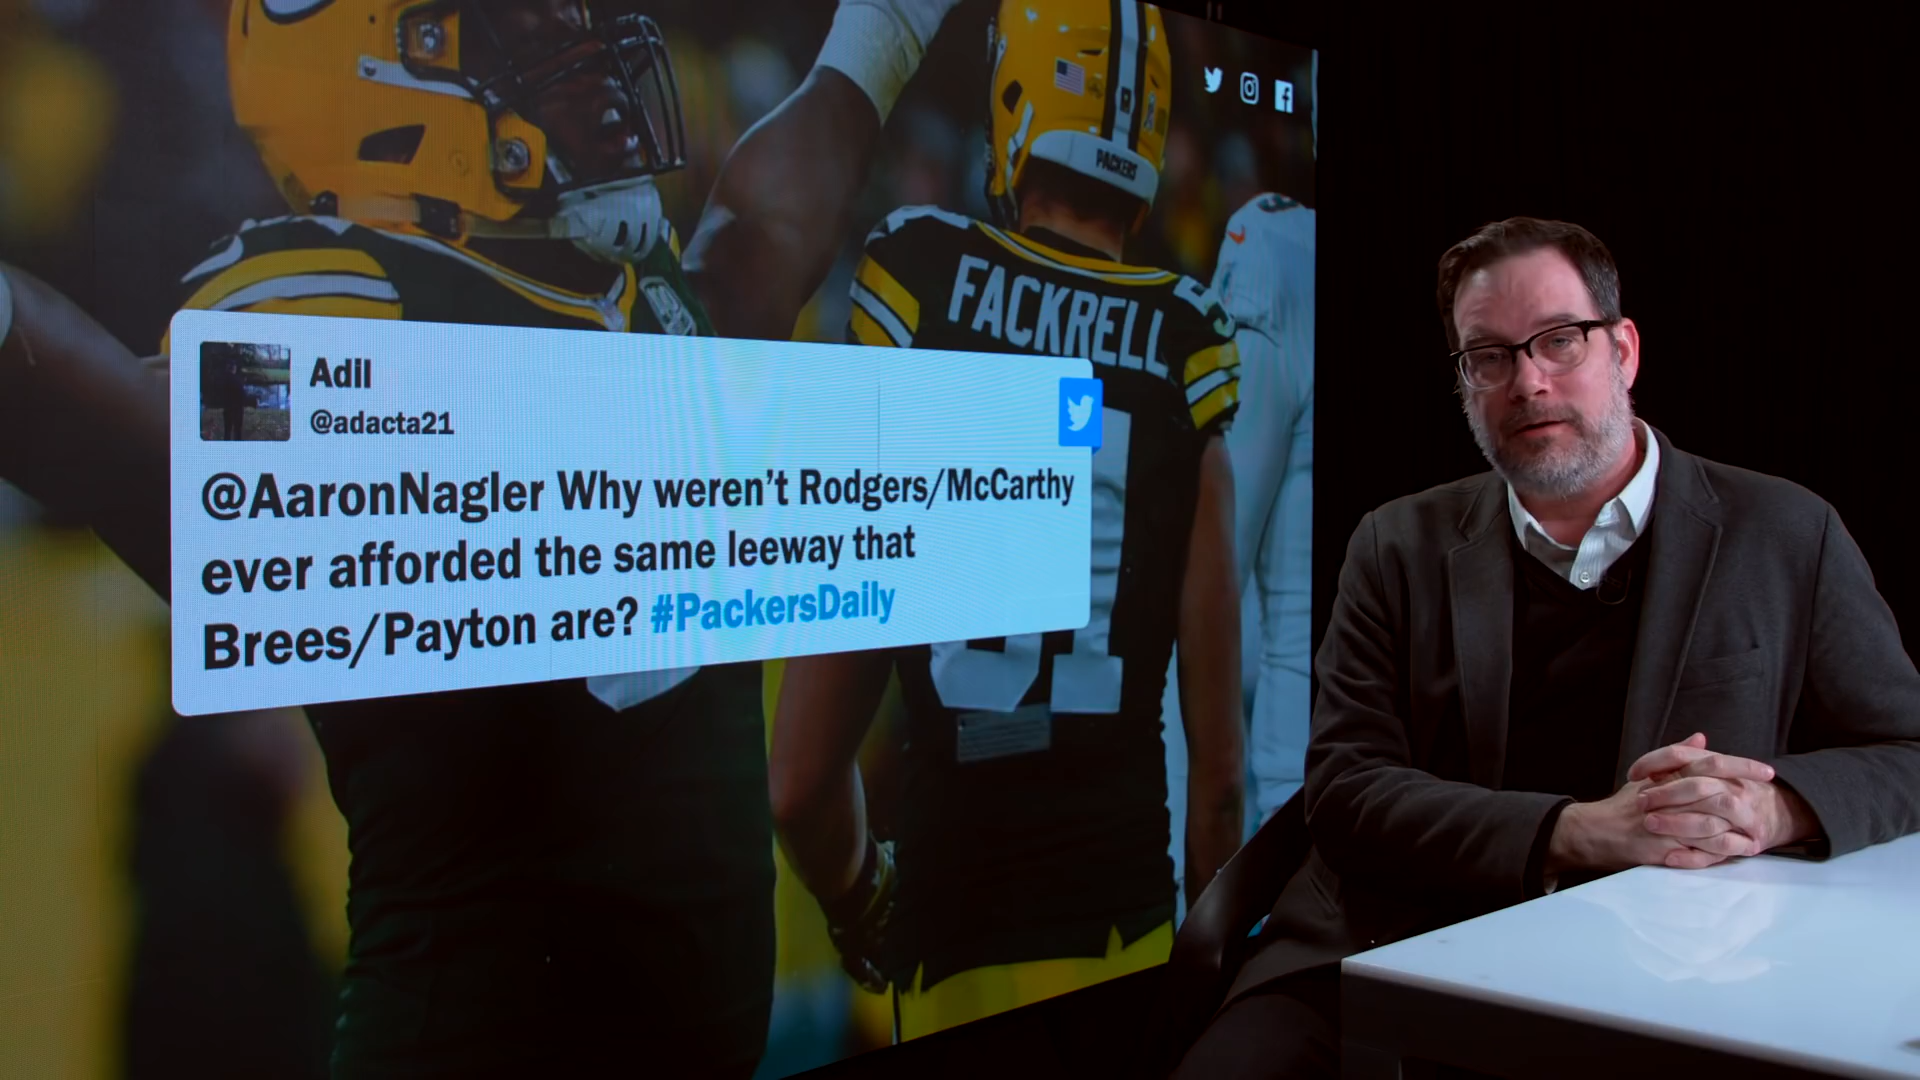 PACKERS
FACKRELL
Adil
@adacta21
@AaronNagler Why weren't Rodgers/McCarthy
ever afforded the same leeway that
Brees/Payton are? #PackersDaily